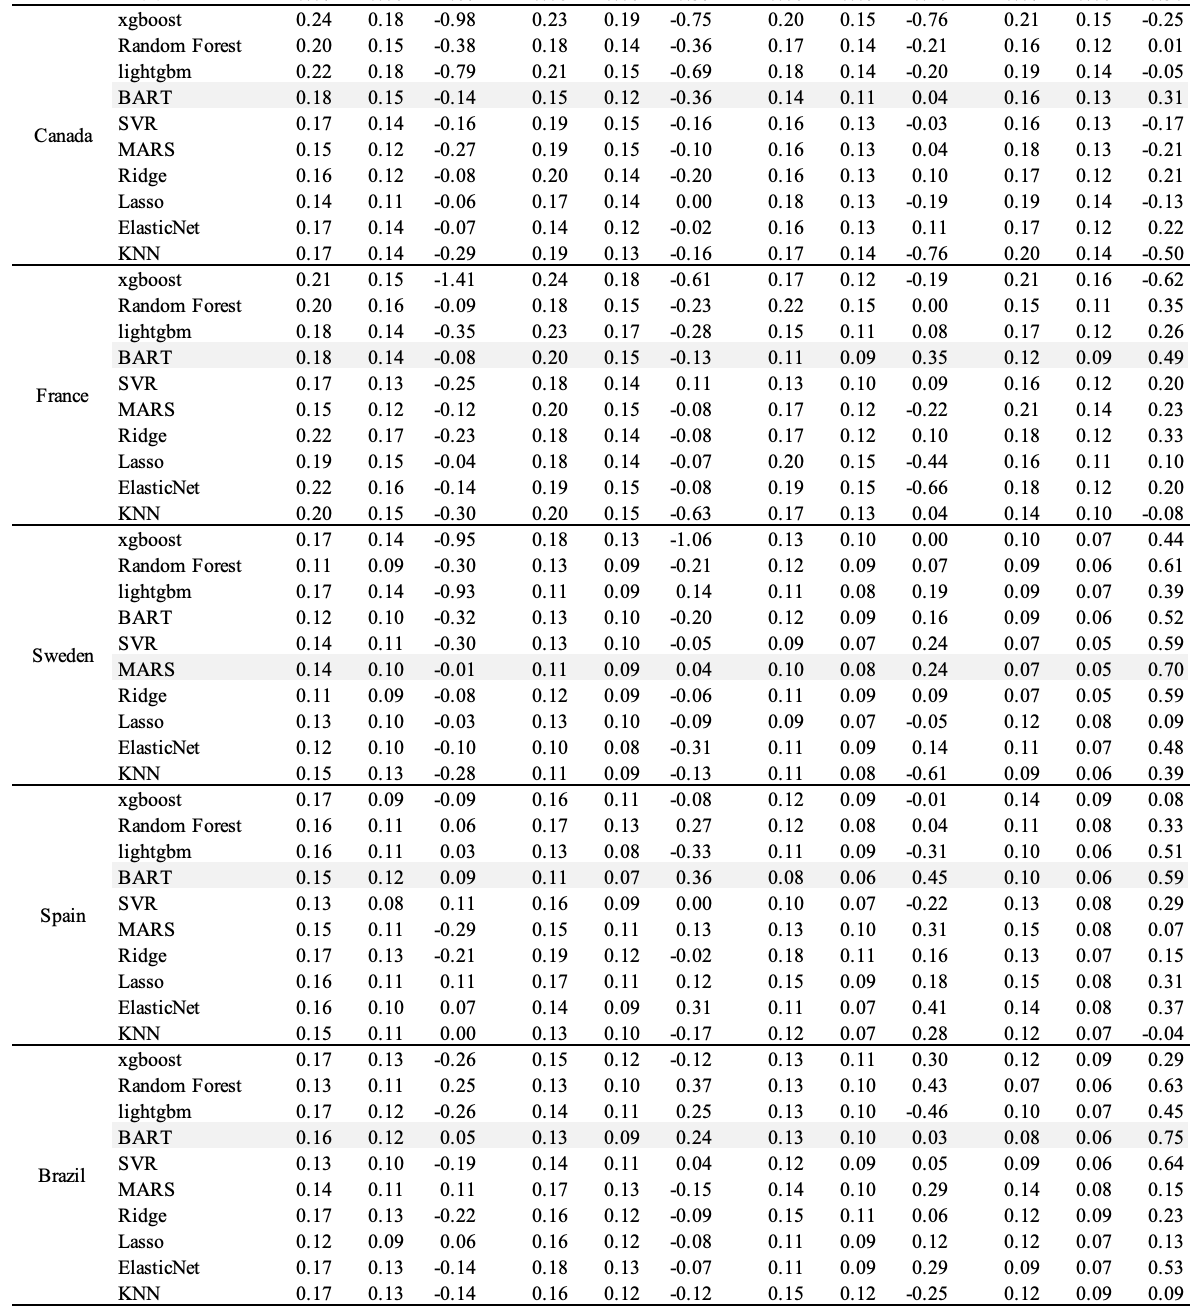 xgboost 0.24 0.18 -0.98 0.23 0.19 -0.75 0.20 0.15 -0.76 0.21 0.15 -0.25
Random Forest 0.20 0.15 -0.38 0.18 0.14 -0.36 0.17 0.14 -0.21 0.16 0.12 0.01
lightgbm 0.22 0.18 -0.79 0.21 0.15 -0.69 0.18 0.14 -0.20 0.19 0.14 -0.05
BART 0.18 0.15 -0.14 0.15 0.12 -0.36 0.14 0.11 0.04 0.16 0.13 0.31
SVR 0.17 0.14 -0.16 0.19 0.15 -0.16 0.16 0.13 -0.03 0.16 0.13 -0.17
Canada
MARS 0.15 0.12 -0.27 0.19 0.15 -0.10 0.16 0.13 0.04 0.18 0.13 -0.21
Ridge 0.16 0.12 -0.08 0.20 0.14 -0.20 0.16 0.13 0.10 0.17 0.12 0.21
Lasso 0.14 0.11 -0.06 0.17 0.14 0.00 0.18 0.13 -0.19 0.19 0.14 -0.13
ElasticNet 0.17 0.14 -0.07 0.14 0.12 -0.02 0.16 0.13 0.11 0.17 0.12 0.22
KNN 0.17 0.14 -0.29 0.19 0.13 -0.16 0.17 0.14 -0.76 0.20 0.14 -0.50
xgboost 0.21 0.15 -1.41 0.24 0.18 -0.61 0.17 0.12 -0.19 0.21 0.16 -0.62
Random Forest 0.20 0.16 -0.09 0.18 0.15 -0.23 0.22 0.15 0.00 0.15 0.11 0.35
lightgbm 0.18 0.14 -0.35 0.23 0.17 -0.28 0.15 0.11 0.08 0.17 0.12 0.26
BART 0.18 0.14 -0.08 0.20 0.15 -0.13 0.11 0.09 0.35 0.12 0.09 0.49
SVR 0.17 0.13 -0.25 0.18 0.14 0.11 0.13 0.10 0.09 0.16 0.12 0.20
France
MARS 0.15 0.12 -0.12 0.20 0.15 -0.08 0.17 0.12 -0.22 0.21 0.14 0.23
Ridge 0.22 0.17 -0.23 0.18 0.14 -0.08 0.17 0.12 0.10 0.18 0.12 0.33
Lasso 0.19 0.15 -0.04 0.18 0.14 -0.07 0.20 0.15 -0.44 0.16 0.11 0.10
ElasticNet 0.22 0.16 -0.14 0.19 0.15 -0.08 0.19 0.15 -0.66 0.18 0.12 0.20
KNN 0.20 0.15 -0.30 0.20 0.15 -0.63 0.17 0.13 0.04 0.14 0.10 -0.08
xgboost 0.17 0.14 -0.95 0.18 0.13 -1.06 0.13 0.10 0.00 0.10 0.07 0.44
Random Forest 0.11 0.09 -0.30 0.13 0.09 -0.21 0.12 0.09 0.07 0.09 0.06 0.61
lightgbm 0.17 0.14 -0.93 0.11 0.09 0.14 0.11 0.08 0.19 0.09 0.07 0.39
BART 0.12 0.10 -0.32 0.13 0.10 -0.20 0.12 0.09 0.16 0.09 0.06 0.52
SVR 0.14 0.11 -0.30 0.13 0.10 -0.05 0.09 0.07 0.24 0.07 0.05 0.59
Sweden
MARS 0.14 0.10 -0.01 0.11 0.09 0.04 0.10 0.08 0.24 0.07 0.05 0.70
Ridge 0.11 0.09 -0.08 0.12 0.09 -0.06 0.11 0.09 0.09 0.07 0.05 0.59
Lasso 0.13 0.10 -0.03 0.13 0.10 -0.09 0.09 0.07 -0.05 0.12 0.08 0.09
ElasticNet 0.12 0.10 -0.10 0.10 0.08 -0.31 0.11 0.09 0.14 0.11 0.07 0.48
KNN 0.15 0.13 -0.28 0.11 0.09 -0.13 0.11 0.08 -0.61 0.09 0.06 0.39
xgboost 0.17 0.09 -0.09 0.16 0.11 -0.08 0.12 0.09 -0.01 0.14 0.09 0.08
Random Forest 0.16 0.11 0.06 0.17 0.13 0.27 0.12 0.08 0.04 0.11 0.08 0.33
lightgbm 0.16 0.11 0.03 0.13 0.08 -0.33 0.11 0.09 -0.31 0.10 0.06 0.51
BART 0.15 0.12 0.09 0.11 0.07 0.36 0.08 0.06 0.45 0.10 0.06 0.59
SVR 0.13 0.08 0.11 0.16 0.09 0.00 0.10 0.07 -0.22 0.13 0.08 0.29
Spain
MARS 0.15 0.11 -0.29 0.15 0.11 0.13 0.13 0.10 0.31 0.15 0.08 0.07
Ridge 0.17 0.13 -0.21 0.19 0.12 -0.02 0.18 0.11 0.16 0.13 0.07 0.15
Lasso 0.16 0.11 0.11 0.17 0.11 0.12 0.15 0.09 0.18 0.15 0.08 0.31
ElasticNet 0.16 0.10 0.07 0.14 0.09 0.31 0.11 0.07 0.41 0.14 0.08 0.37
KNN 0.15 0.11 0.00 0.13 0.10 -0.17 0.12 0.07 0.28 0.12 0.07 -0.04
xgboost 0.17 0.13 -0.26 0.15 0.12 -0.12 0.13 0.11 0.30 0.12 0.09 0.29
Random Forest 0.13 0.11 0.25 0.13 0.10 0.37 0.13 0.10 0.43 0.07 0.06 0.63
lightgbm 0.17 0.12 -0.26 0.14 0.11 0.25 0.13 0.10 -0.46 0.10 0.07 0.45
BART 0.16 0.12 0.05 0.13 0.09 0.24 0.13 0.10 0.03 0.08 0.06 0.75
SVR 0.13 0.10 -0.19 0.14 0.11 0.04 0.12 0.09 0.05 0.09 0.06 0.64
Brazil
MARS 0.14 0.11 0.11 0.17 0.13 -0.15 0.14 0.10 0.29 0.14 0.08 0.15
Ridge 0.17 0.13 -0.22 0.16 0.12 -0.09 0.15 0.11 0.06 0.12 0.09 0.23
Lasso 0.12 0.09 0.06 0.16 0.12 -0.08 0.11 0.09 0.12 0.12 0.07 0.13
ElasticNet 0.17 0.13 -0.14 0.18 0.13 -0.07 0.11 0.09 0.29 0.09 0.07 0.53
KNN 0.17 0.13 -0.14 0.16 0.12 -0.12 0.15 0.12 -0.25 0.12 0.09 0.09